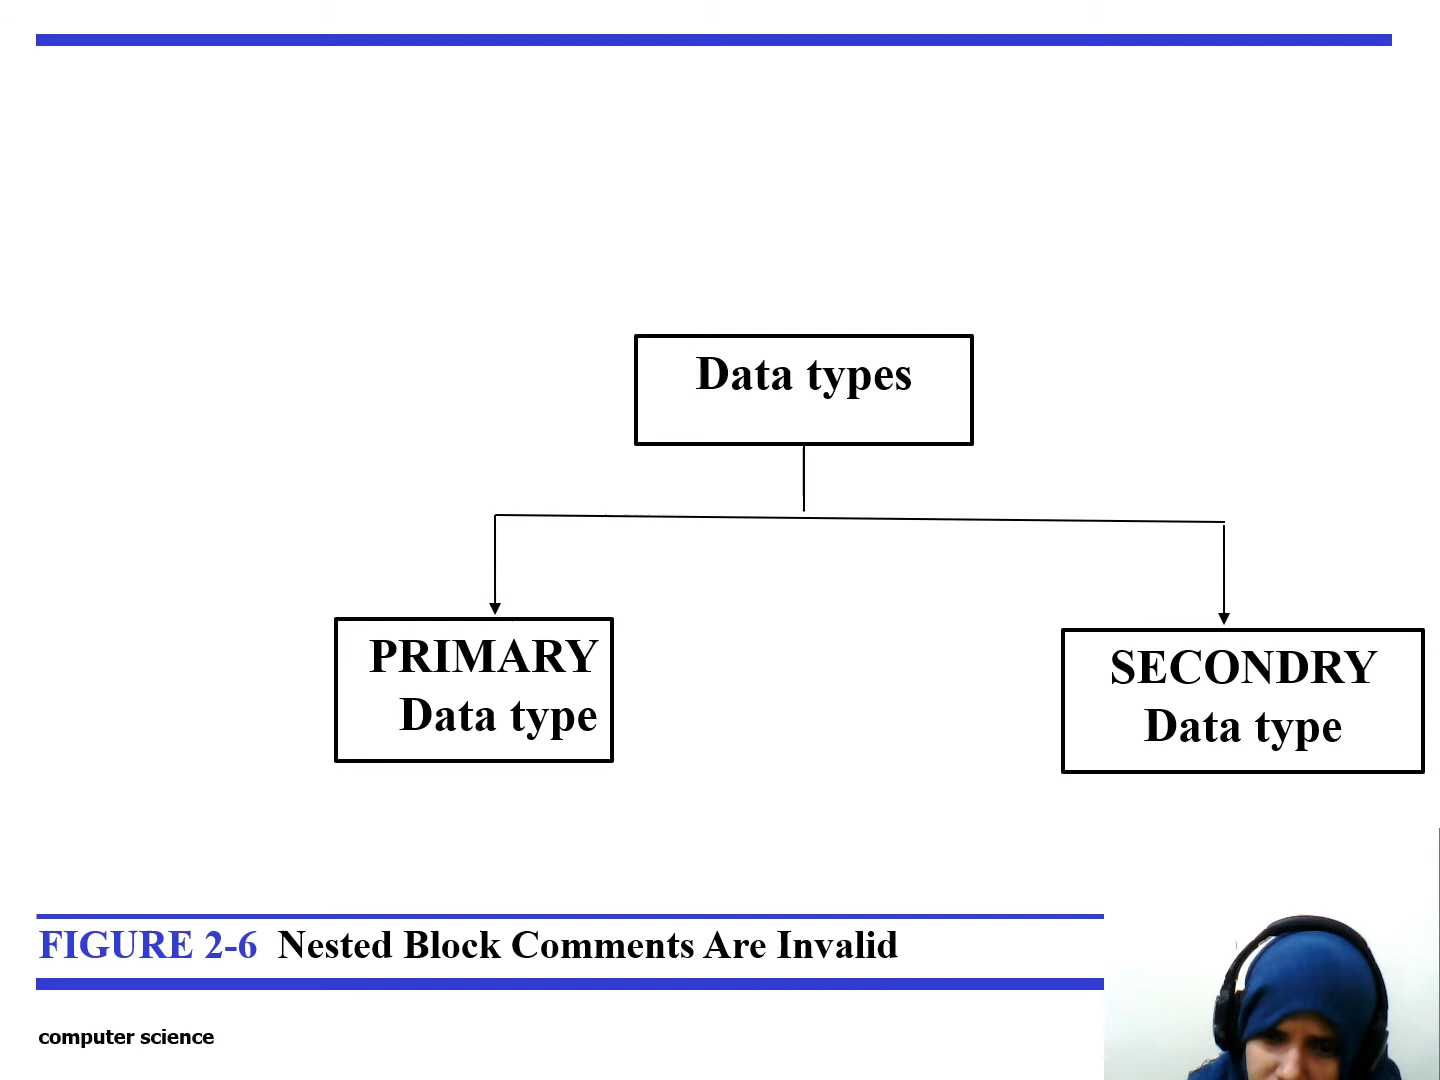 Data types
PRIMARY
Data type
SECONDRY
Data type
FIGURE 2-6 Nested Block Comments Are Invalid
computer science